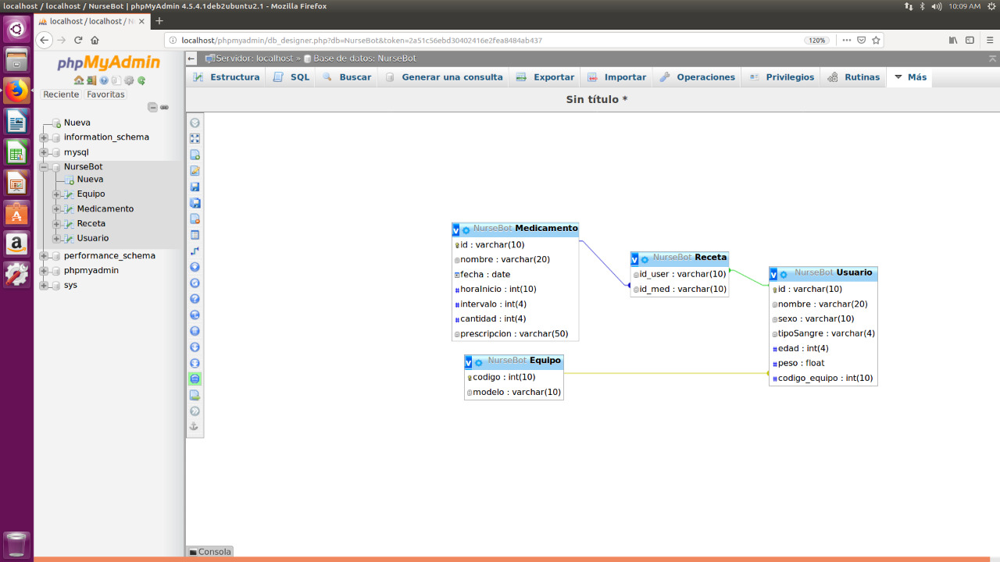 localhost / localhost / NurseBot | phpMyAdmin 4.5.4.1deb2ubuntu2.1 - Mozilla Firefox
10:09 AM
localhost / localhost / N
localhost/phpmyadmin/db_designer.php?db=NurseBot&token=2a51c56ebd30402416e2fea8484ab437
120%
phpMyAdmin
Reciente Favoritas
Nueva
information_schema
mysql
NurseBot
Nueva
Equipo
Medicamento
Receta
Usuario
performance_schema
phpmyadmin
sys
Servidor: localhost » Base de datos: NurseBot
Estructura SQL Buscar Generar una consulta Exportar Importar Operaciones Privilegios Rutinas Más
Sin título *
v NurseBot Medicamento
id : varchar(10)
nombre : varchar(20)
fecha : date
horaInicio : int(10)
intervalo : int(4)
cantidad : int(4)
prescripcion : varchar(50)
v NurseBot Equipo
codigo : int(10)
modelo : varchar(10)
v NurseBot Receta
id_user : varchar(10)
id_med : varchar(10)
v NurseBot Usuario
id : varchar(10)
nombre : varchar(20)
sexo : varchar(10)
tipoSangre : varchar(4)
edad : int(4)
peso : float
codigo_equipo : int(10)
Consola